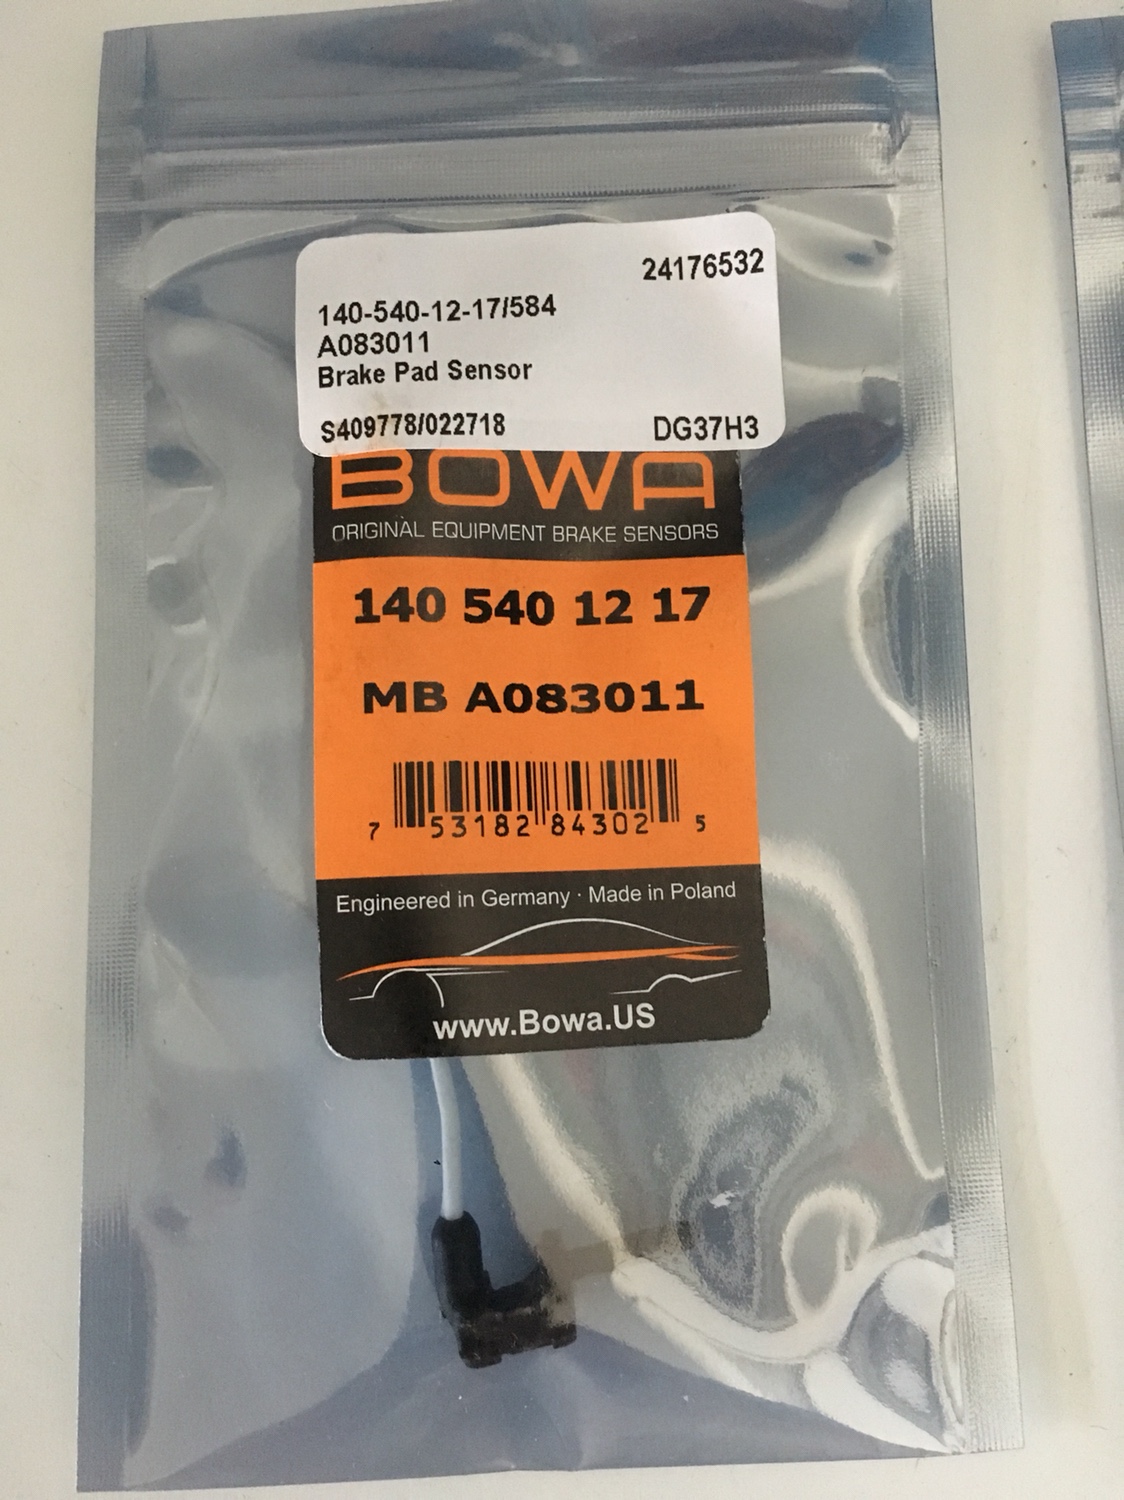 24176532
140-540-12-17/584
A083011
Brake Pad Sensor
S409778/022718 DG37H3
BOWA
ORIGINAL EQUIPMENT BRAKE SENSORS
140 540 12 17
MB A083011
7 53182 84302 5
Engineered in Germany · Made in Poland
www.Bowa.US